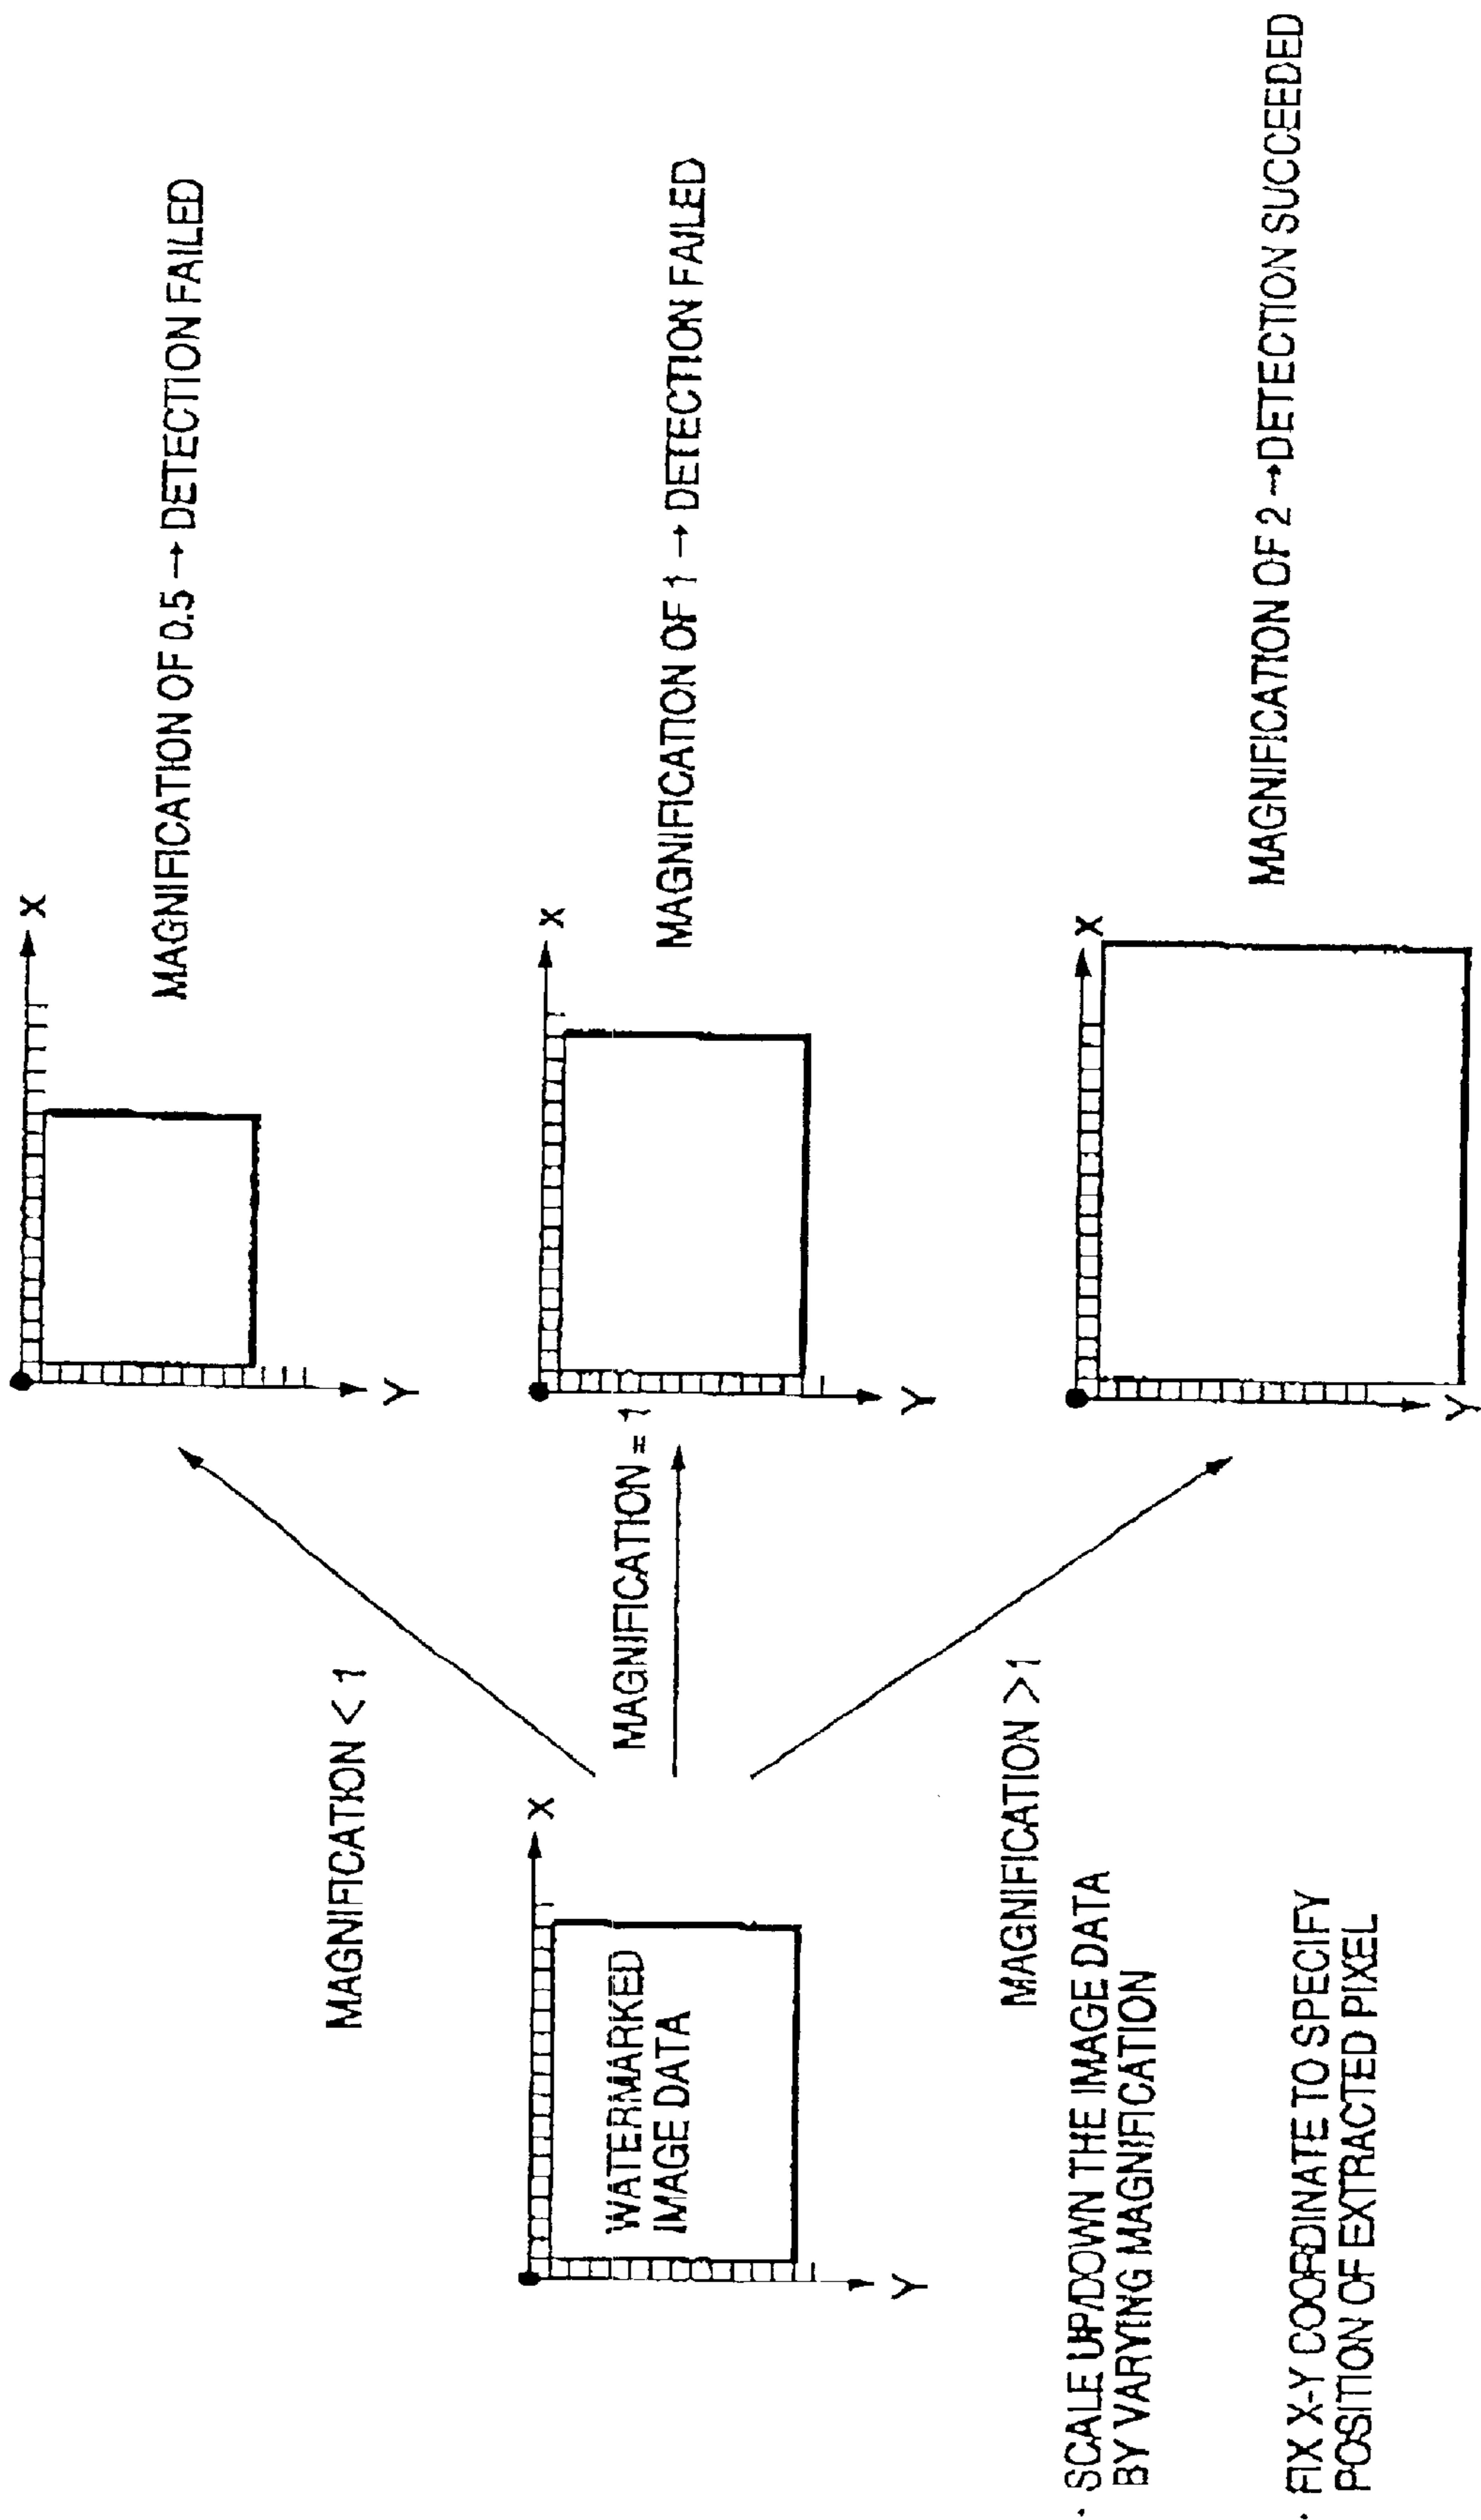 MAGNIFICATION < 1
X
Y
MAGNIFICATION OF 0.5 → DETECTION FAILED
WATERMARKED
IMAGE DATA
X
Y
MAGNIFICATION = 1
X
Y
MAGNIFICATION OF 1 → DETECTION FAILED
MAGNIFICATION >1
X
Y
MAGNIFICATION OF 2 → DETECTION SUCCEEDED
· SCALE UP/DOWN THE IMAGE DATA
BY VARYING MAGNIFICATION
· FIX X-Y COORDINATE TO SPECIFY
POSITION OF EXTRACTED PIXEL